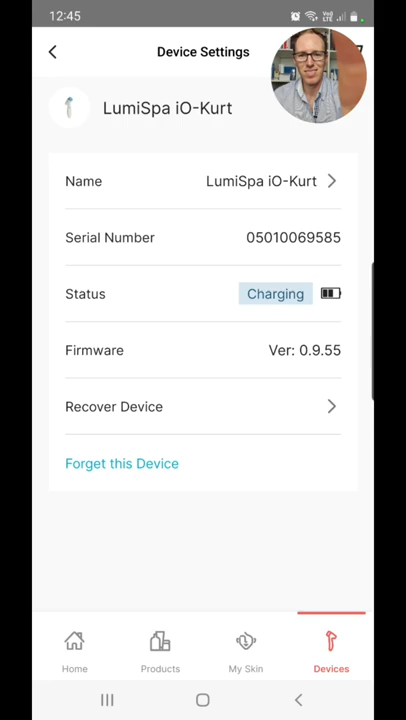 12:45
Device Settings
LumiSpa iO-Kurt
Name LumiSpa iO-Kurt
Serial Number 05010069585
Status Charging
Firmware Ver: 0.9.55
Recover Device
Forget this Device
Home Products My Skin Devices